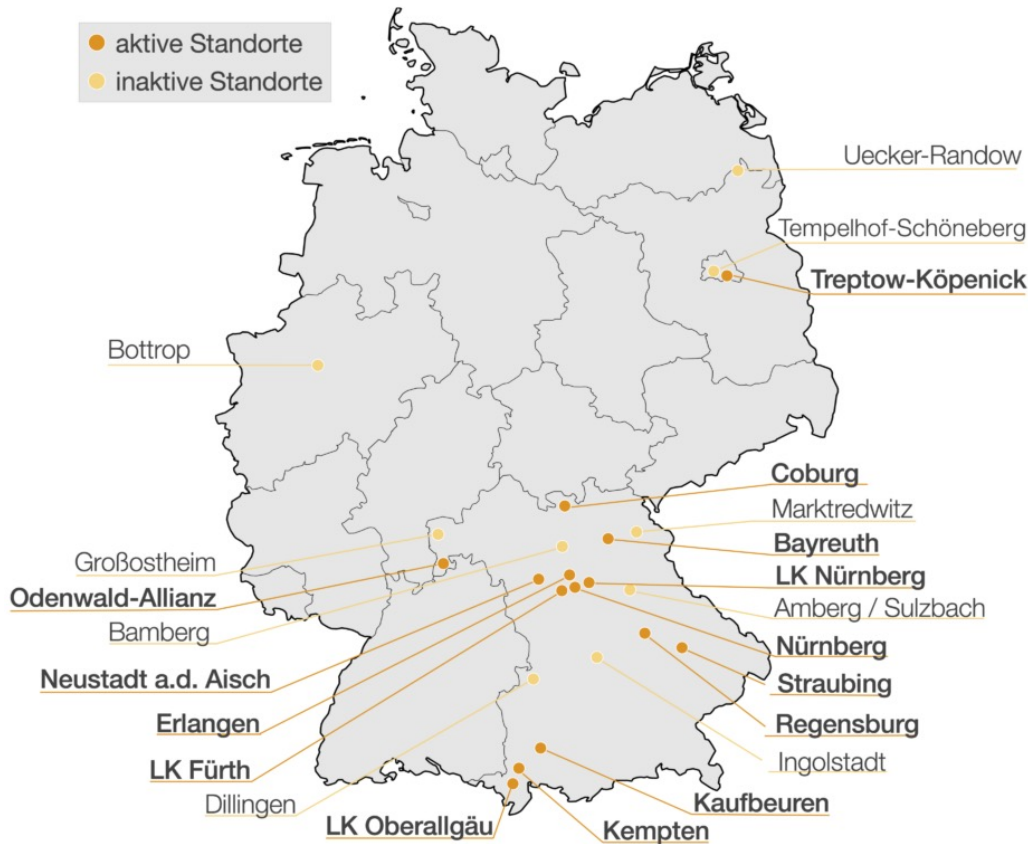 aktive Standorte
inaktive Standorte
Uecker-Randow
Tempelhof-Schöneberg
Treptow-Köpenick
Bottrop
Coburg
Marktredwitz
Bayreuth
Großostheim
LK Nürnberg
Odenwald-Allianz
Amberg / Sulzbach
Bamberg
Nürnberg
Neustadt a.d. Aisch
Straubing
Erlangen
Regensburg
LK Fürth
Ingolstadt
Dillingen
Kaufbeuren
LK Oberallgäu
Kempten